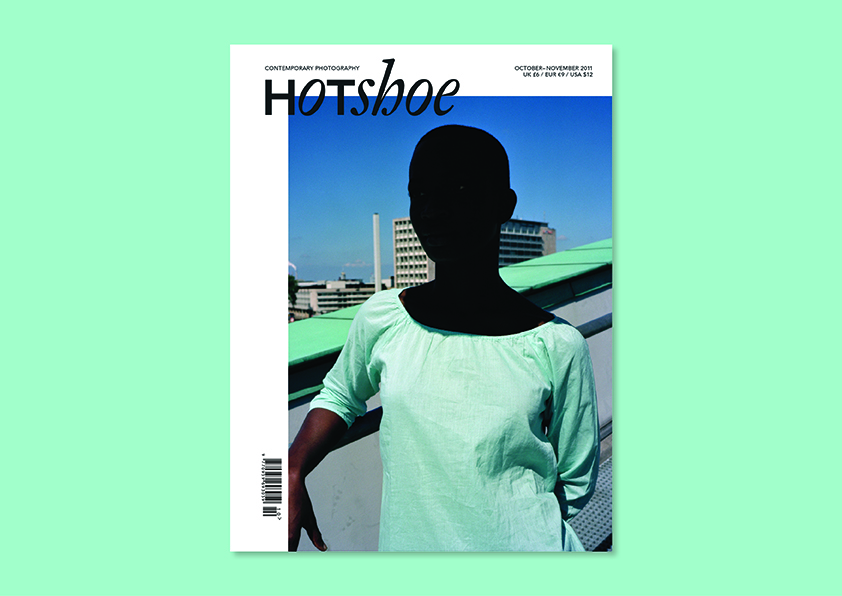 CONTEMPORARY PHOTOGRAPHY
HOTshoe
OCTOBER–NOVEMBER 2011
UK £6 / EUR €9 / USA $12